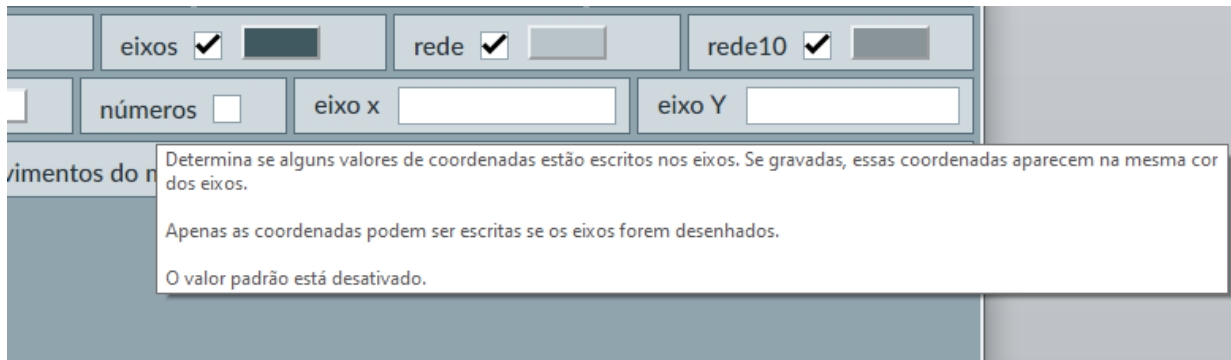 eixos rede rede10
números eixo x eixo Y
vimentos do
Determina se alguns valores de coordenadas estão escritos nos eixos. Se gravadas, essas coordenadas aparecem na mesma cor
dos eixos.
Apenas as coordenadas podem ser escritas se os eixos forem desenhados.
O valor padrão está desativado.